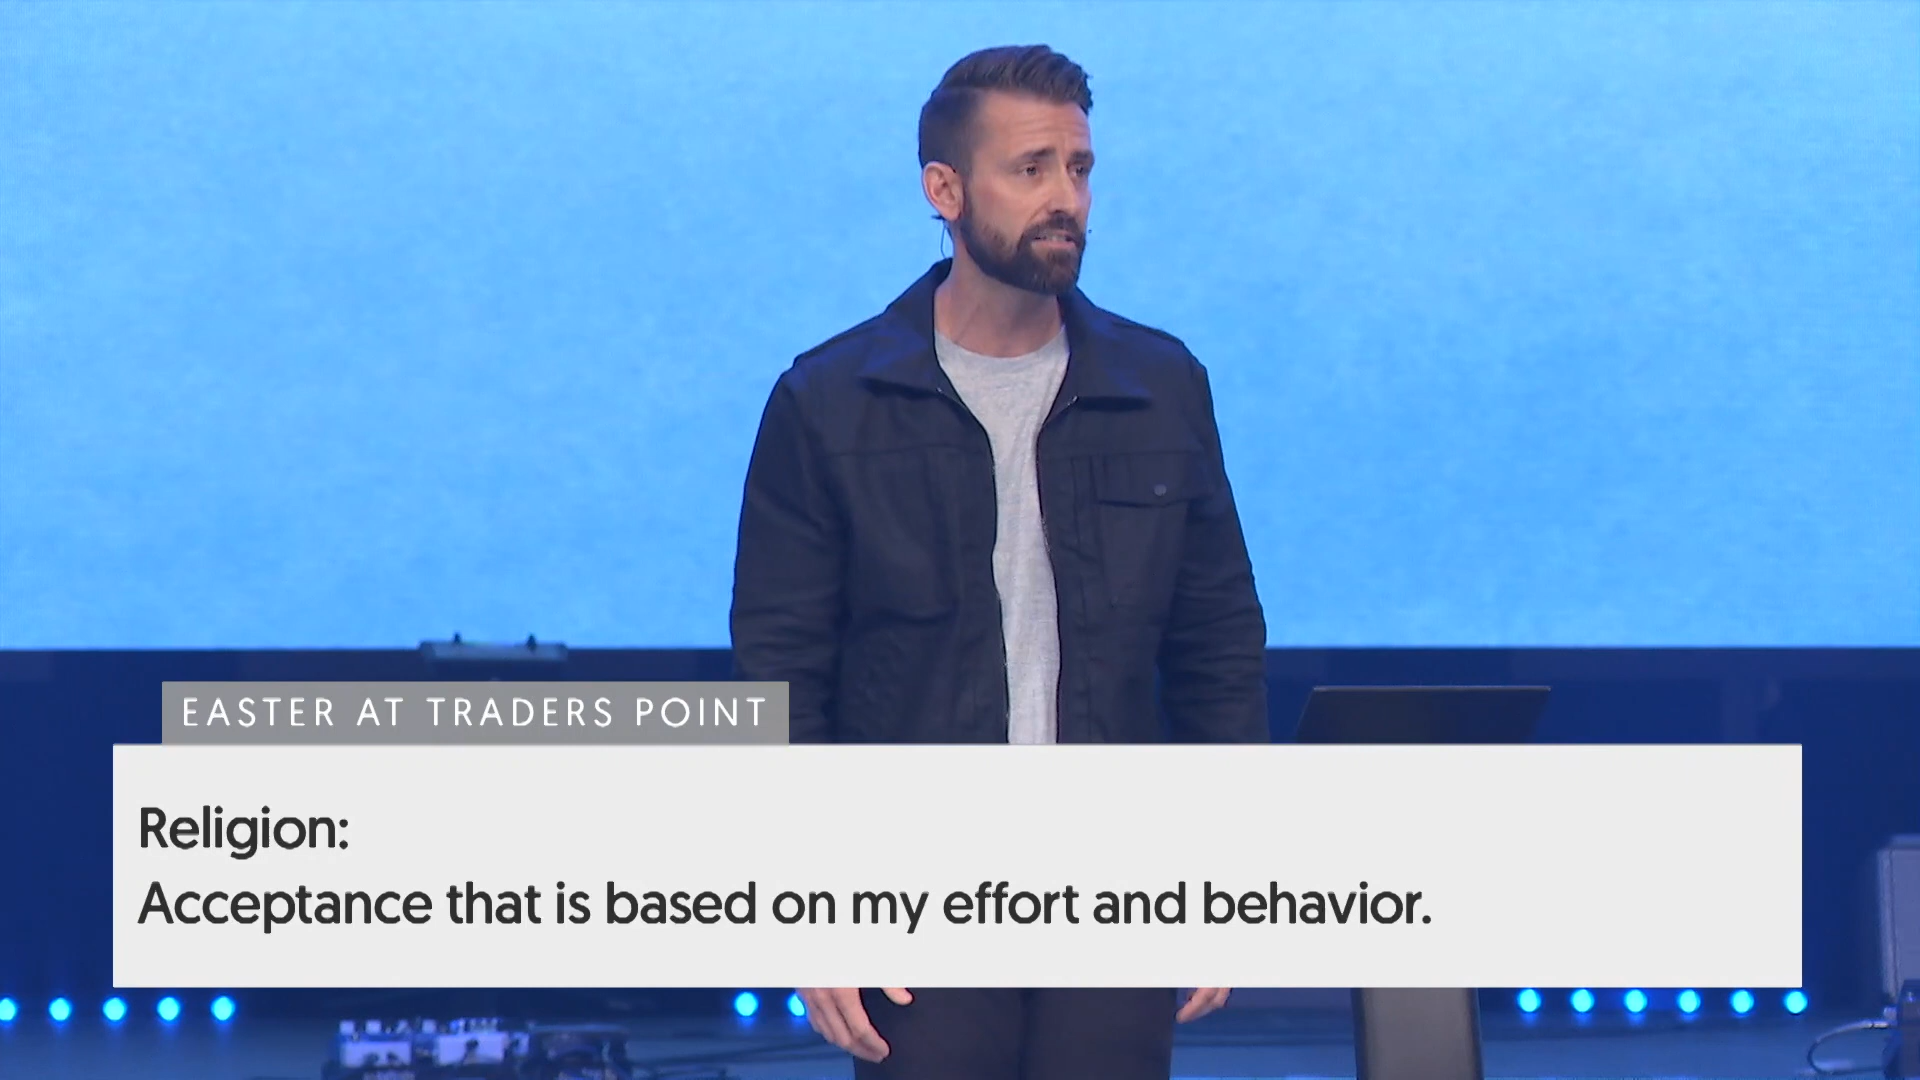 EASTER AT TRADERS POINT
Religion:
Acceptance that is based on my effort and behavior.